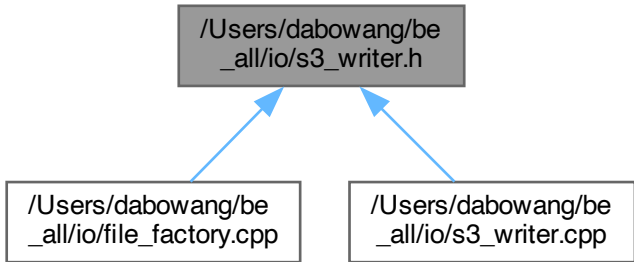 /Users/dabowang/be
_all/io/s3_writer.h
/Users/dabowang/be
_all/io/file_factory.cpp
/Users/dabowang/be
_all/io/s3_writer.cpp